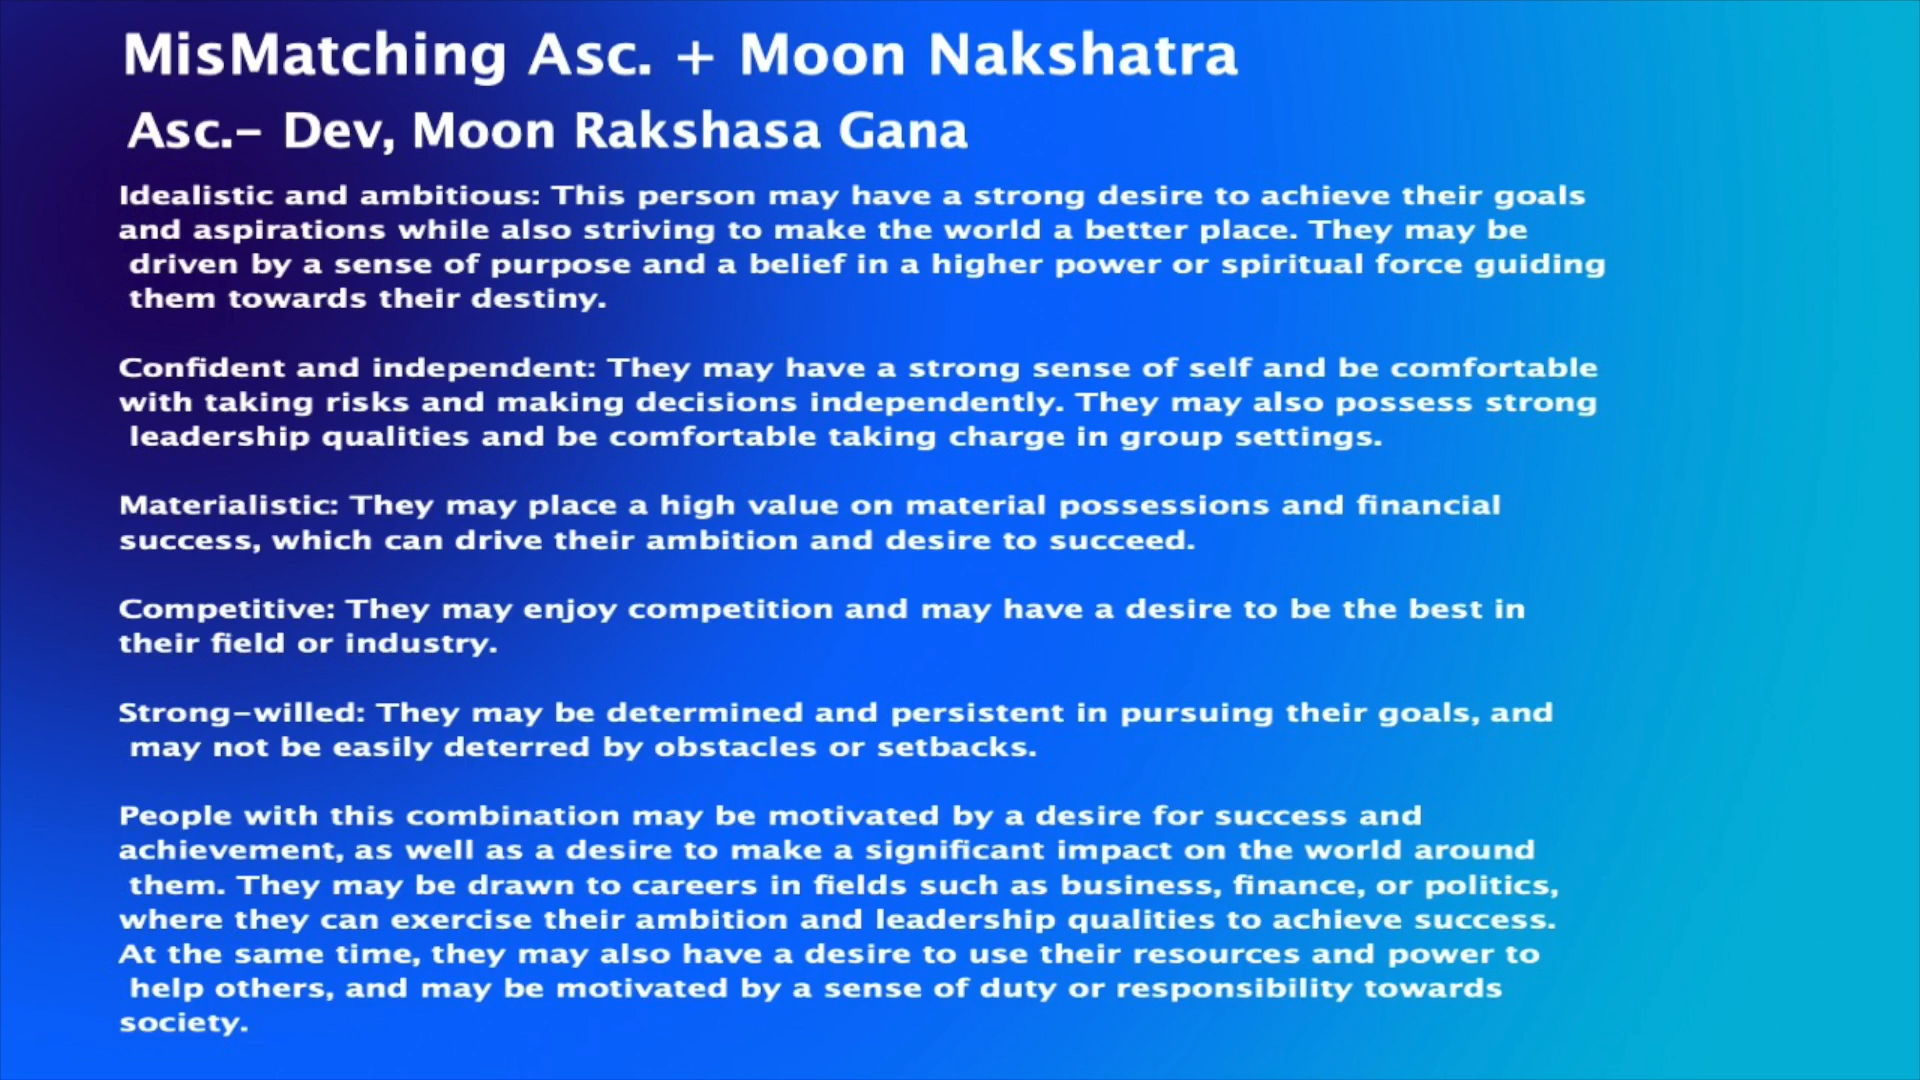 MisMatching Asc. + Moon Nakshatra
Asc.- Dev, Moon Rakshasa Gana
Idealistic and ambitious: This person may have a strong desire to achieve their goals
and aspirations while also striving to make the world a better place. They may be
driven by a sense of purpose and a belief in a higher power or spiritual force guiding
them towards their destiny.
Confident and independent: They may have a strong sense of self and be comfortable
with taking risks and making decisions independently. They may also possess strong
leadership qualities and be comfortable taking charge in group settings.
Materialistic: They may place a high value on material possessions and financial
success, which can drive their ambition and desire to succeed.
Competitive: They may enjoy competition and may have a desire to be the best in
their field or industry.
Strong-willed: They may be determined and persistent in pursuing their goals, and
may not be easily deterred by obstacles or setbacks.
People with this combination may be motivated by a desire for success and
achievement, as well as a desire to make a significant impact on the world around
them. They may be drawn to careers in fields such as business, finance, or politics,
where they can exercise their ambition and leadership qualities to achieve success.
At the same time, they may also have a desire to use their resources and power to
help others, and may be motivated by a sense of duty or responsibility towards
society.